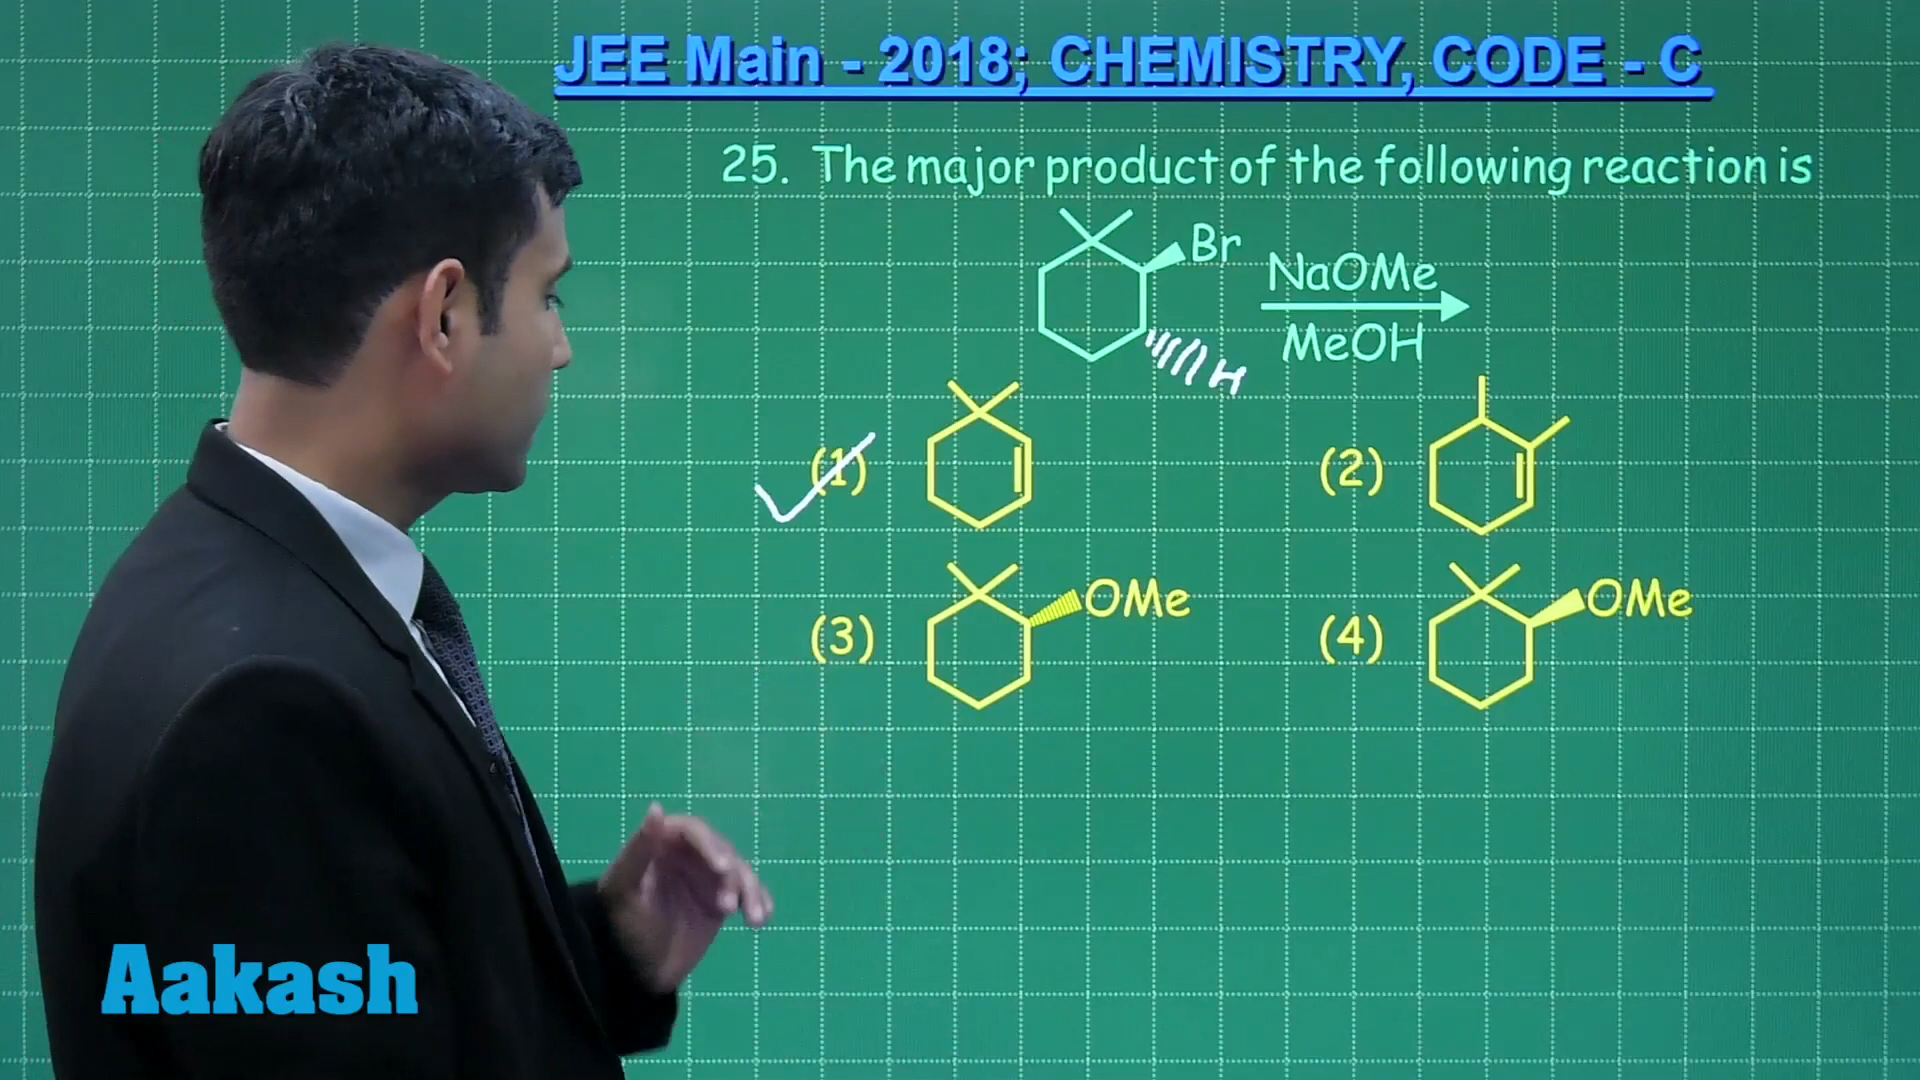 JEE Main - 2018; CHEMISTRY, CODE - C
25. The major product of the following reaction is
Br
NaOMe
MeOH
H
(1)
(2)
(3) OMe
(4) OMe
Aakash